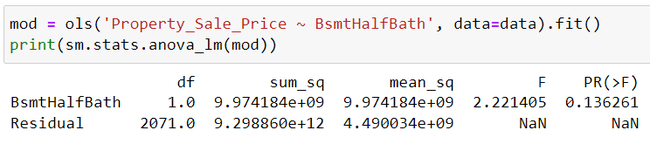 mod = ols('Property_Sale_Price ~ BsmtHalfBath', data=data).fit()
print(sm.stats.anova_lm(mod))
df sum_sq mean_sq F PR(>F)
BsmtHalfBath 1.0 9.974184e+09 9.974184e+09 2.221405 0.136261
Residual 2071.0 9.298860e+12 4.490034e+09 NaN NaN